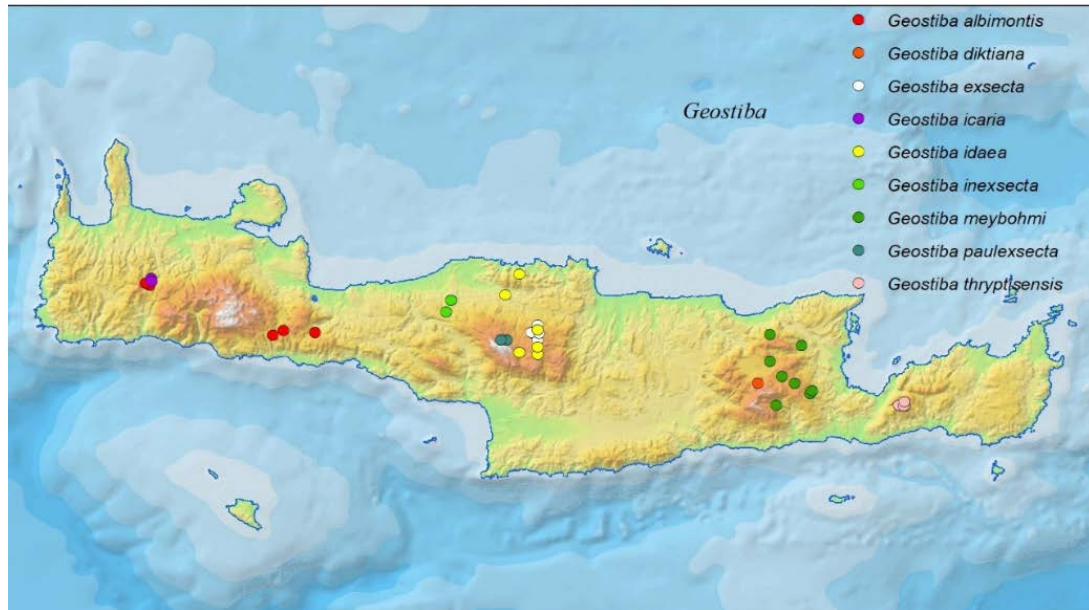 Geostiba albimontis
Geostiba diktiana
Geostiba exsecta
Geostiba
Geostiba icaria
Geostiba idaea
Geostiba inexsecta
Geostiba meybohmi
Geostiba paulexsecta
Geostiba thryptisensis